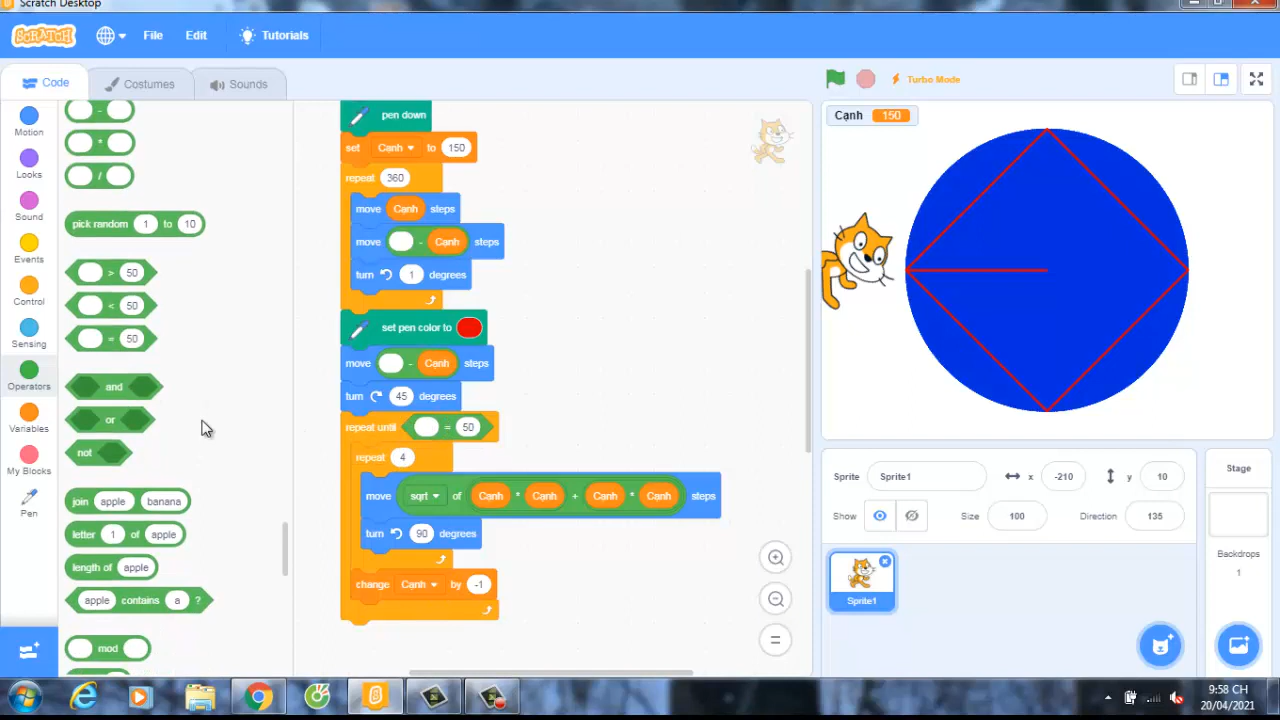 Scratch Desktop
SCRATCH File Edit Tutorials
Code Costumes Sounds
Turbo Mode
Motion
Looks
Sound
Events
Control
Sensing
Operators
Variables
My Blocks
Pen
-
*
/
pick random 1 to 10
> 50
< 50
= 50
and
or
not
join apple banana
letter 1 of apple
length of apple
apple contains a ?
mod
pen down
set Cạnh to 150
repeat 360
move Cạnh steps
move - Cạnh steps
turn 1 degrees
set pen color to
move - Cạnh steps
turn 45 degrees
repeat until = 50
repeat 4
move sqrt of Cạnh * Cạnh + Cạnh * Cạnh steps
turn 90 degrees
change Cạnh by -1
Cạnh 150
Sprite Sprite1 x -210 y 10
Show Size 100 Direction 135
Sprite1
Stage
Backdrops
1
9:58 CH
20/04/2021